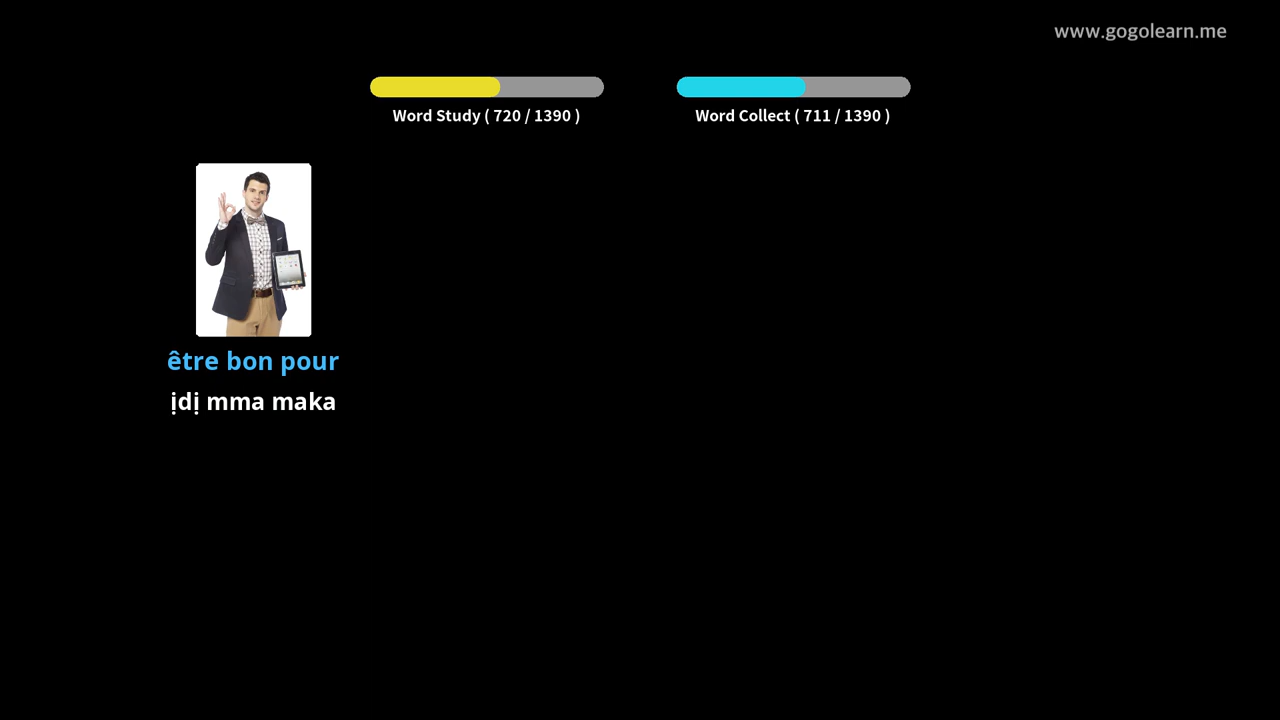 www.gogolearn.me
Word Study ( 720 / 1390 )
Word Collect ( 711 / 1390 )
être bon pour
ịdị mma maka